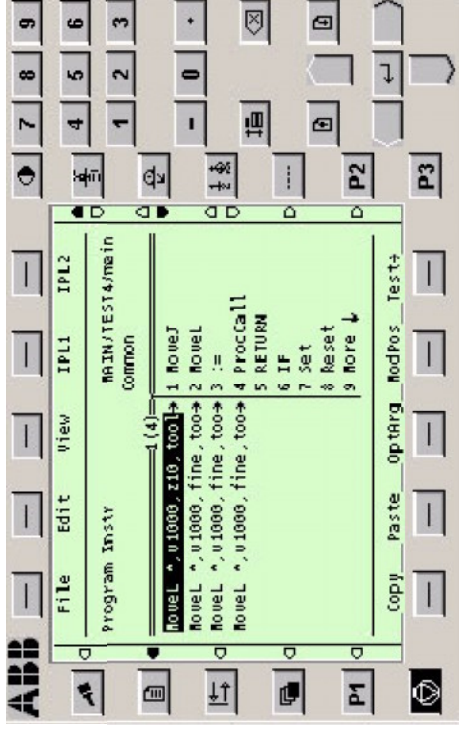 ABB
File Edit View IPL1 IPL2
Program Instr MAIN/TEST4/main
Common
1(4)
MoveL *,v1000,z10,tool→ 1 MoveJ
MoveL *,v1000,fine,too→ 2 MoveL
MoveL *,v1000,fine,too→ 3 :=
MoveL *,v1000,fine,too→ 4 ProcCall
5 RETURN
6 IF
7 Set
8 Reset
9 More ↓
Copy Paste OptArg ModPos Test→
P1
P2
P3
7 8 9
4 5 6
1 2 3
- 0 .